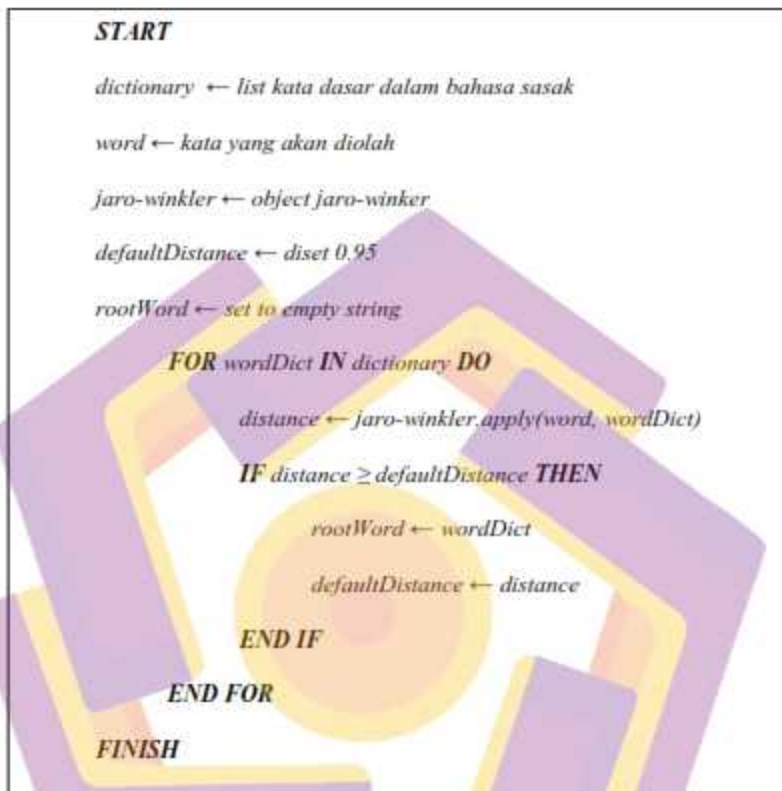 START
dictionary ← list kata dasar dalam bahasa sasak
word ← kata yang akan diolah
jaro-winkler ← object jaro-winker
defaultDistance ← diset 0.95
rootWord ← set to empty string
FOR wordDict IN dictionary DO
distance ← jaro-winkler.apply(word, wordDict)
IF distance ≥ defaultDistance THEN
rootWord ← wordDict
defaultDistance ← distance
END IF
END FOR
FINISH